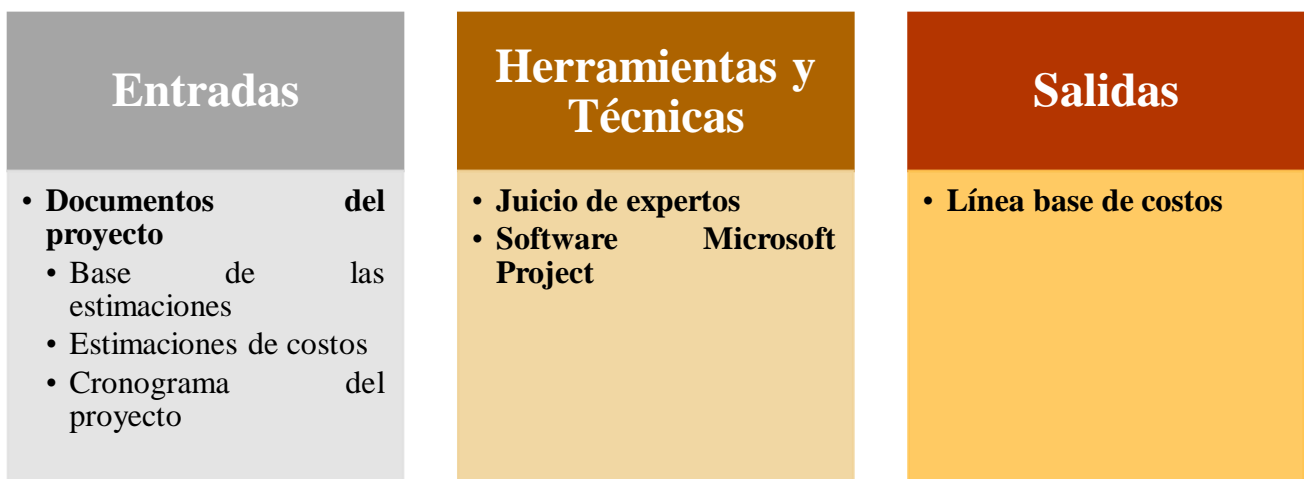 Entradas
• Documentos del
proyecto
• Base de las
estimaciones
• Estimaciones de costos
• Cronograma del
proyecto
Herramientas y
Técnicas
• Juicio de expertos
• Software Microsoft
Project
Salidas
• Línea base de costos